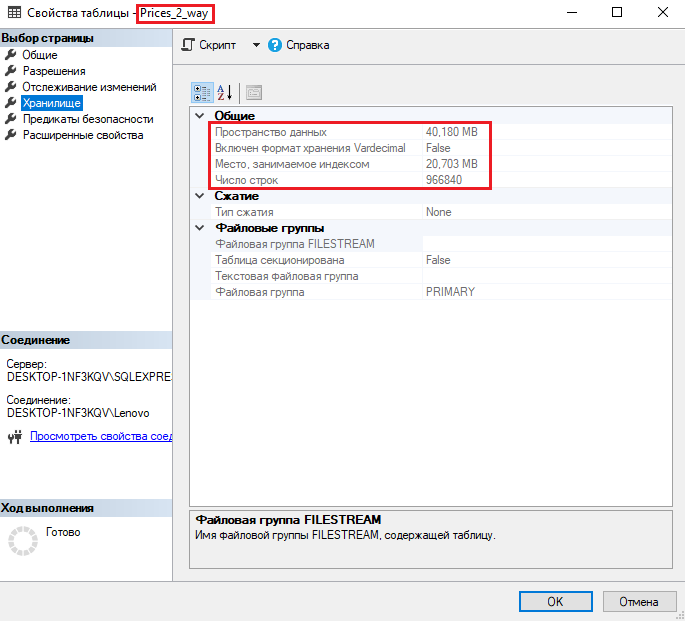 Свойства таблицы - Prices_2_way
Выбор страницы
Общие
Разрешения
Отслеживание изменений
Хранилище
Предикаты безопасности
Расширенные свойства
Соединение
Сервер:
DESKTOP-1NF3KQV\SQLEXPRE
Соединение:
DESKTOP-1NF3KQV\Lenovo
Просмотреть свойства соед
Ход выполнения
Готово
Скрипт
Справка
Общие
Пространство данных 40,180 MB
Включен формат хранения Vardecimal False
Место, занимаемое индексом 20,703 MB
Число строк 966840
Сжатие
Тип сжатия None
Файловые группы
Файловая группа FILESTREAM
Таблица секционирована False
Текстовая файловая группа
Файловая группа PRIMARY
Файловая группа FILESTREAM
Имя файловой группы FILESTREAM, содержащей таблицу.
OK
Отмена